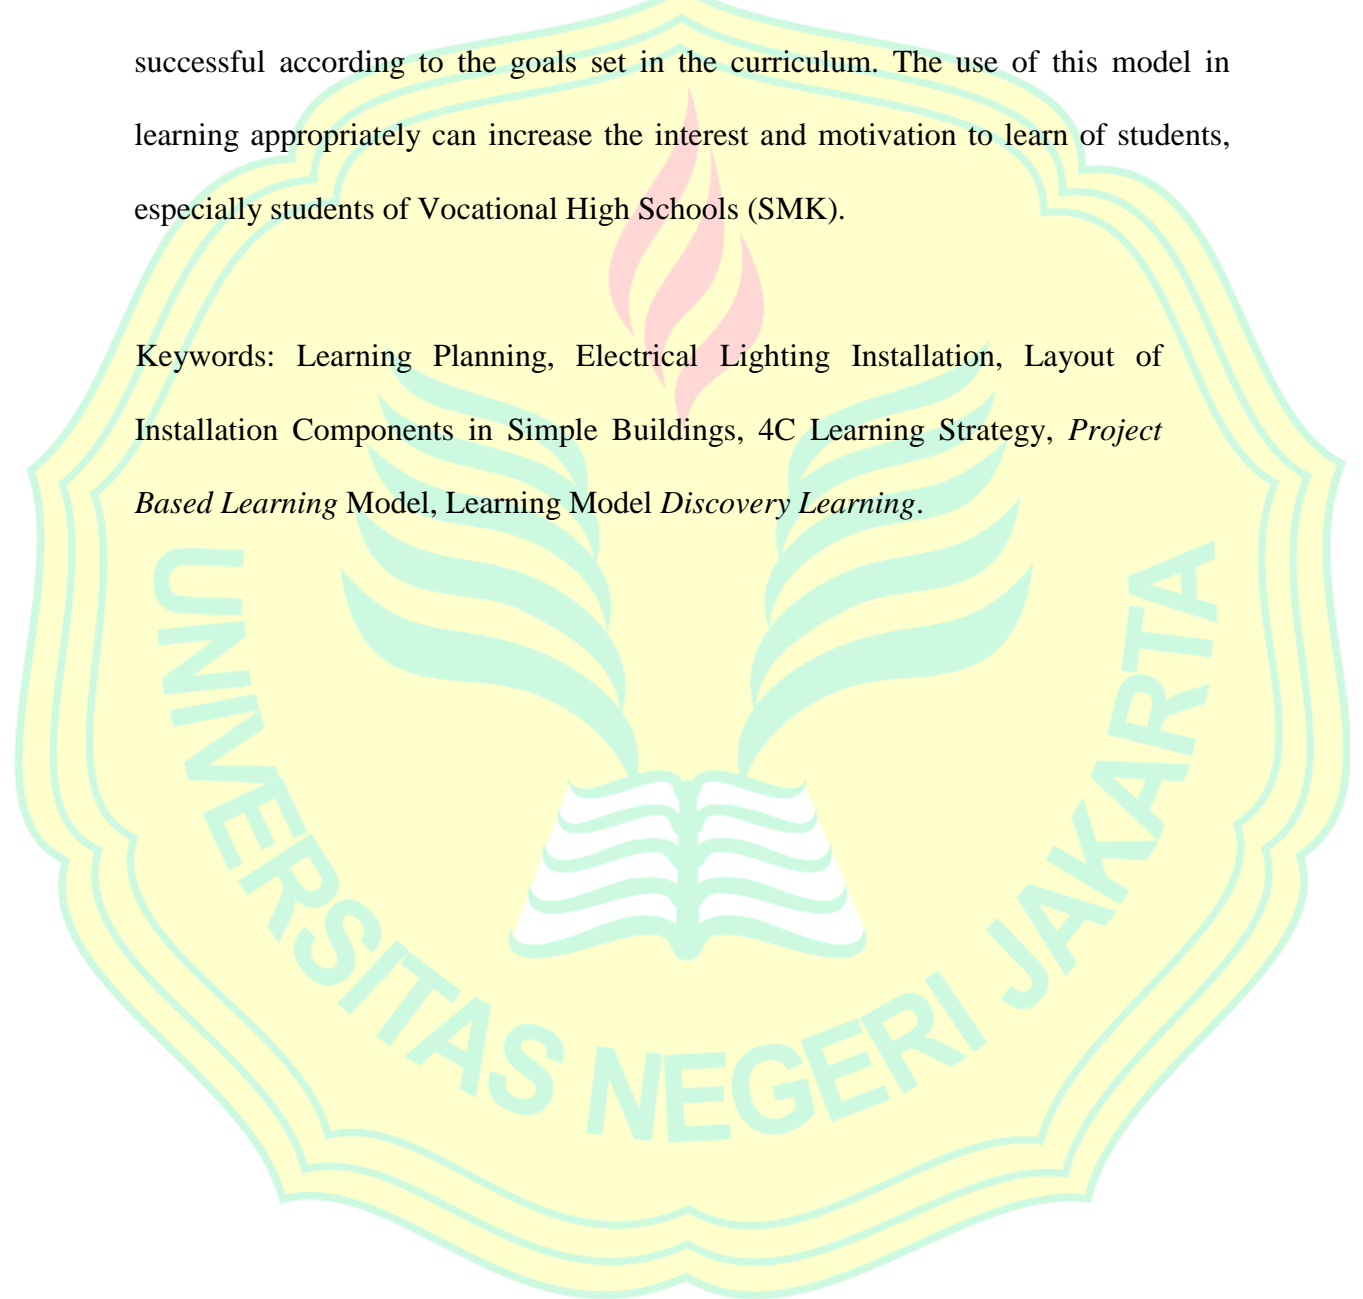 successful according to the goals set in the curriculum. The use of this model in
learning appropriately can increase the interest and motivation to learn of students,
especially students of Vocational High Schools (SMK).
Keywords: Learning Planning, Electrical Lighting Installation, Layout of
Installation Components in Simple Buildings, 4C Learning Strategy, Project
Based Learning Model, Learning Model Discovery Learning.
UNIVERSITAS NEGERI JAKARTA